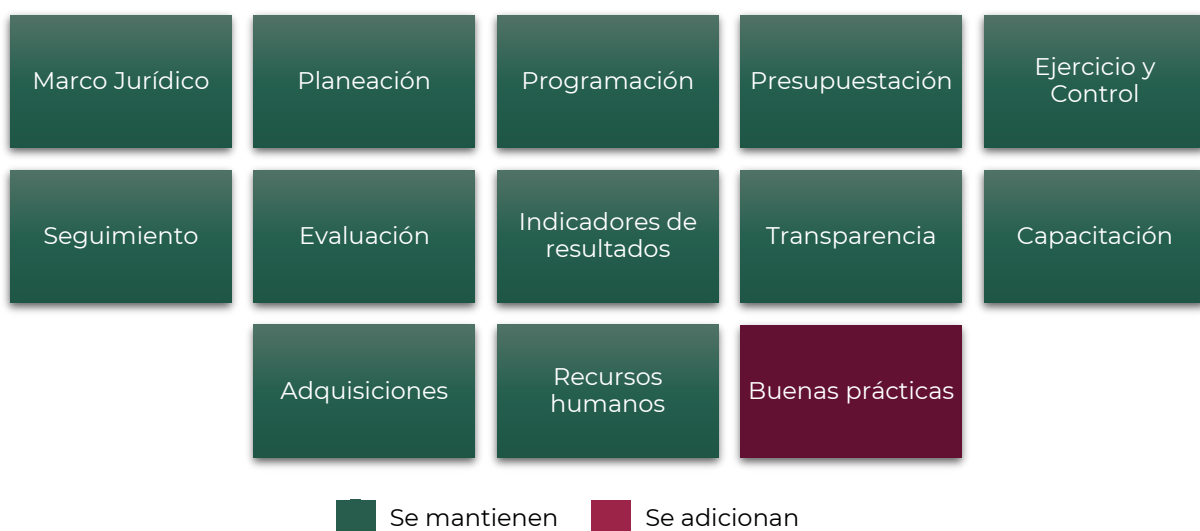 Marco Jurídico
Planeación
Programación
Presupuestación
Ejercicio y
Control
Seguimiento
Evaluación
Indicadores de
resultados
Transparencia
Capacitación
Adquisiciones
Recursos
humanos
Buenas prácticas
Se mantienen
Se adicionan